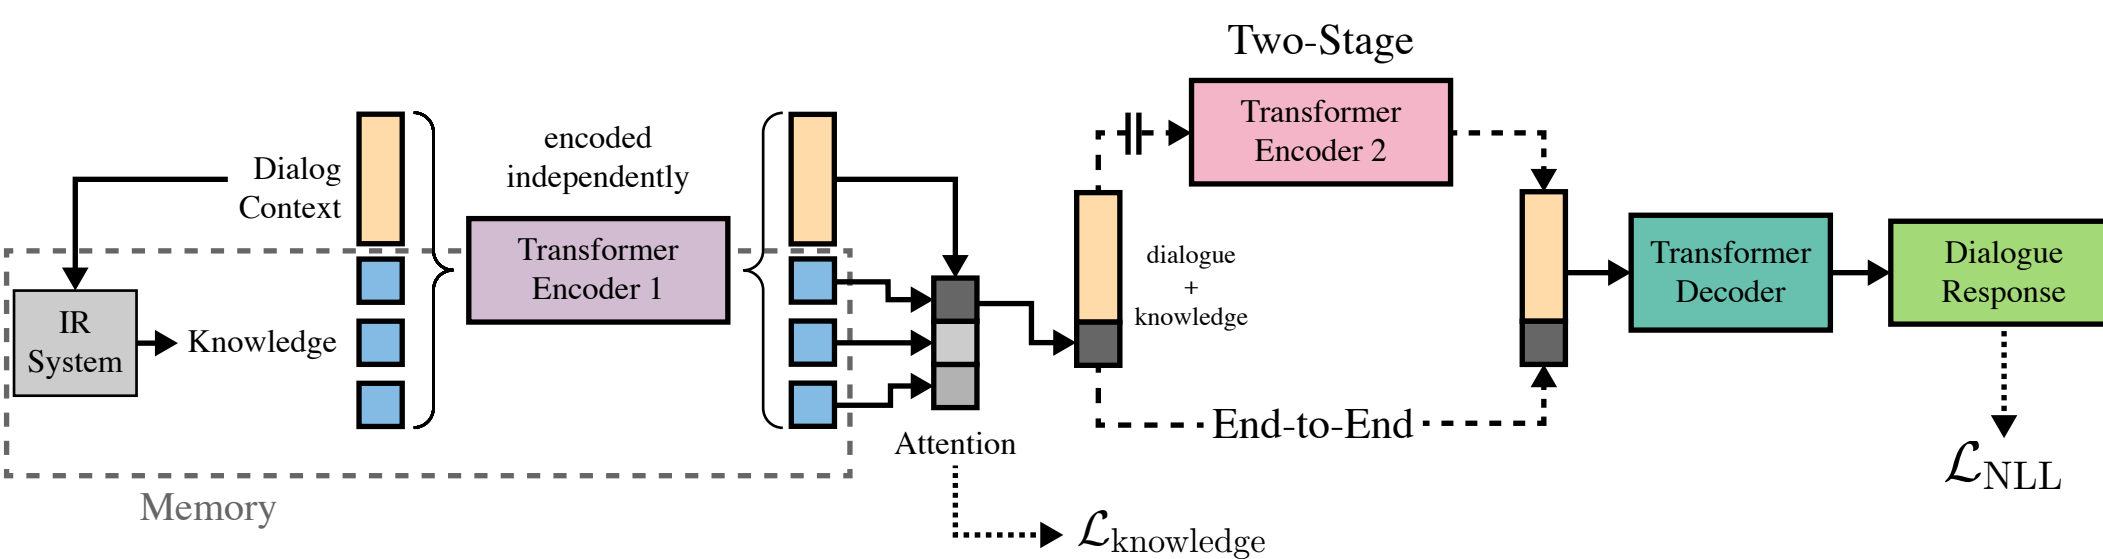 Two-Stage
Dialog
Context
IR
System
Knowledge
Memory
encoded
independently
Transformer
Encoder 1
Attention
ℒknowledge
dialogue
+
knowledge
Transformer
Encoder 2
End-to-End
Transformer
Decoder
Dialogue
Response
ℒNLL